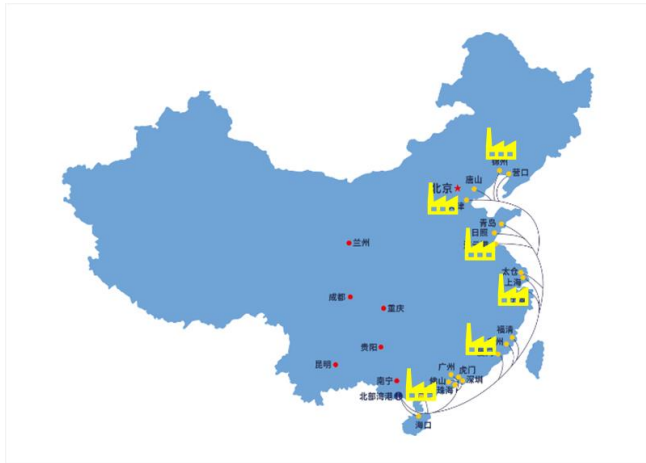 锦州
营口
唐山
北京
青岛
日照
兰州
太仓
上海
成都
重庆
福清
贵阳
昆明
广州
虎门
南宁
深圳
珠海
北部湾港
海口